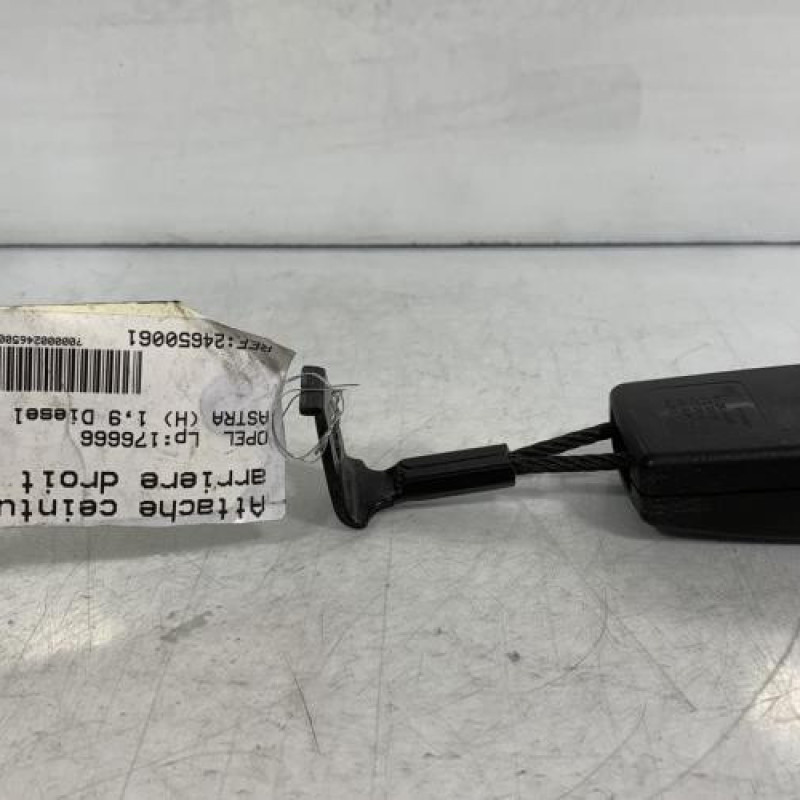 Attache ceintu
arriere droit
OPEL Lp:176666
ASTRA (H) 1,9 Diesel
REF:24650061